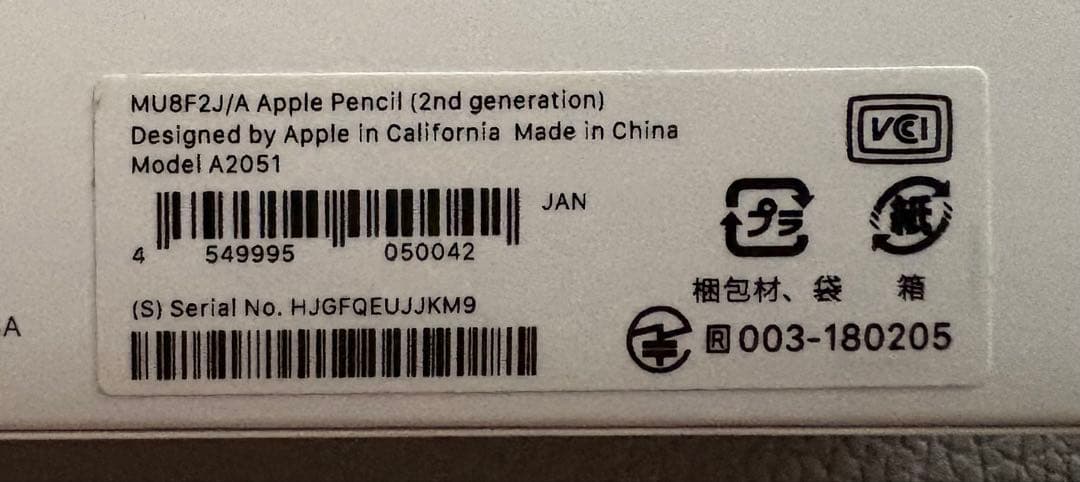 MU8F2J/A Apple Pencil (2nd generation)
Designed by Apple in California Made in China
Model A2051
JAN
4 549995 050042
(S) Serial No. HJGFQEUJJKM9
VCCI
プラ
紙
梱包材、袋
箱
R 003-180205
A